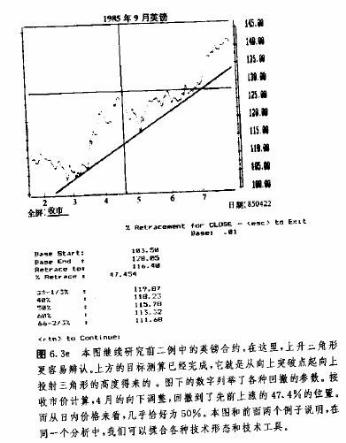 1985 年 9 月英镑
145.00
140.00
135.00
130.00
125.00
120.00
115.00
110.00
105.00
100.00
2 3 4 5 6 7
全屏: 收市
日期: 850422
% Retracement for CLOSE - <esc> to Exit
Base: .01
Base Start: 103.50
Base End : 128.05
Retrace to: 116.40
% Retrace : 47.454
33-1/3% : 119.87
40% : 118.23
50% : 115.78
60% : 113.32
66-2/3% : 111.68
<rtn> to Continue:
图 6.3e 本图继续研究前二例中的英镑合约，在这里，上升三角形
更容易辨认。上方的目标测算已经完成，它就是从向上突破点起向上
投射三角形的高度得来的。图下的数字列举了各种回撤的参数。按
收市价计算，4 月的向下调整，回撤到了先前上涨的 47.4%的位置。
而从日内价格来看，几乎恰好为 50%。本图和前面两个例子说明，在
同一个分析中，我们可以揉合各种技术形态和技术工具。